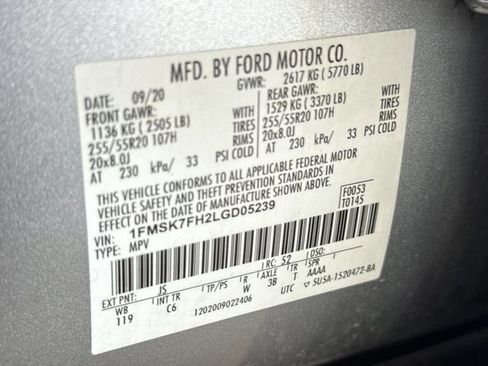 MFD. BY FORD MOTOR CO.
DATE: 09/20 GVWR: 2617 KG ( 5770 LB)
FRONT GAWR: REAR GAWR:
1136 KG ( 2505 LB) WITH 1529 KG ( 3370 LB) WITH
255/55R20 107H TIRES 255/55R20 107H TIRES
20x8.0J RIMS 20x8.0J RIMS
AT 230 kPa/ 33 PSI COLD AT 230 kPa/ 33 PSI COLD
THIS VEHICLE CONFORMS TO ALL APPLICABLE FEDERAL MOTOR
VEHICLE SAFETY AND THEFT PREVENTION STANDARDS IN
EFFECT ON THE DATE OF MANUFACTURE SHOWN ABOVE.
VIN: 1FMSK7FH2LGD05239 F0053
TYPE: MPV T0145
EXT PNT: JS RC: 52 DSO:
WB INT TR TP/PS R AXLE TR SPR
119 C6 W 3B T AAAA
1202009022406 UTC 5U5A-1520472-BA